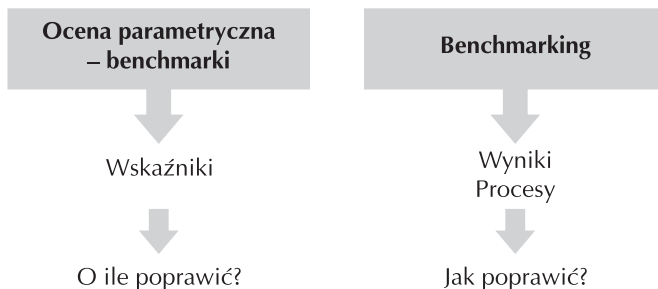 Ocena parametryczna
– benchmarki
Wskaźniki
O ile poprawić?
Benchmarking
Wyniki
Procesy
Jak poprawić?